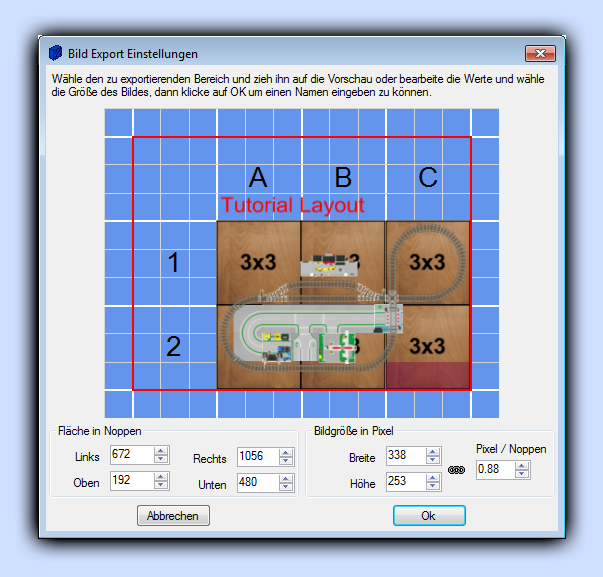 Bild Export Einstellungen
Wähle den zu exportierenden Bereich und zieh ihn auf die Vorschau oder bearbeite die Werte und wähle
die Größe des Bildes, dann klicke auf OK um einen Namen eingeben zu können.
A B C
Tutorial Layout
1 3x3 3 3x3
2 3 3x3
Fläche in Noppen
Links 672 Rechts 1056
Oben 192 Unten 480
Bildgröße in Pixel
Breite 338
Höhe 253
Pixel / Noppen
0.88
Abbrechen Ok